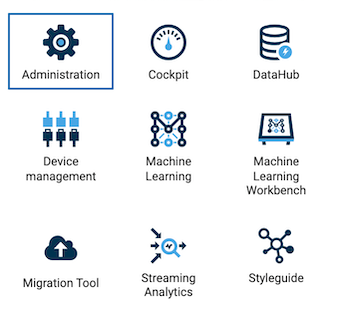 Administration
Cockpit
DataHub
Device
management
Machine
Learning
Machine
Learning
Workbench
Migration Tool
Streaming
Analytics
Styleguide